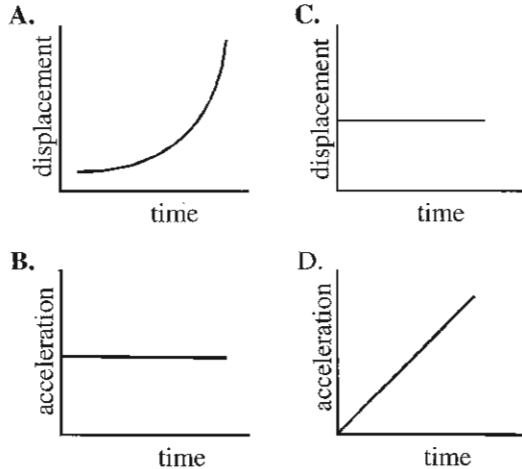 A.
displacement
time
C.
displacement
time
B.
acceleration
time
D.
acceleration
time